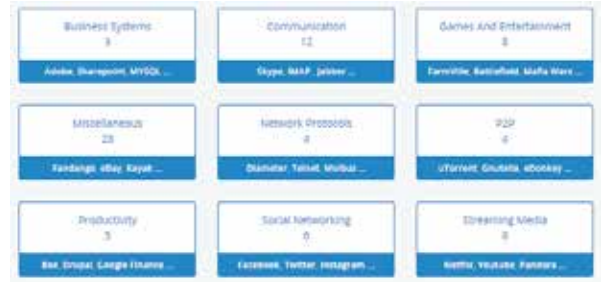 Business Systems
3
Adobe, Sharepoint, MYSQL ...
Communication
12
Skype, IMAP, Jabber ...
Games And Entertainment
8
FarmVille, Battlefield, Mafia Wars ...
Miscellaneous
28
Fandango, eBay, Kayak ...
Network Protocols
4
Diameter, Telnet, Modbus ...
P2P
4
uTorrent, Gnutella, eDonkey ...
Productivity
5
Box, Drupal, Google Finance ...
Social Networking
6
Facebook, Twitter, Instagram ...
Streaming Media
8
Netflix, Youtube, Pandora ...